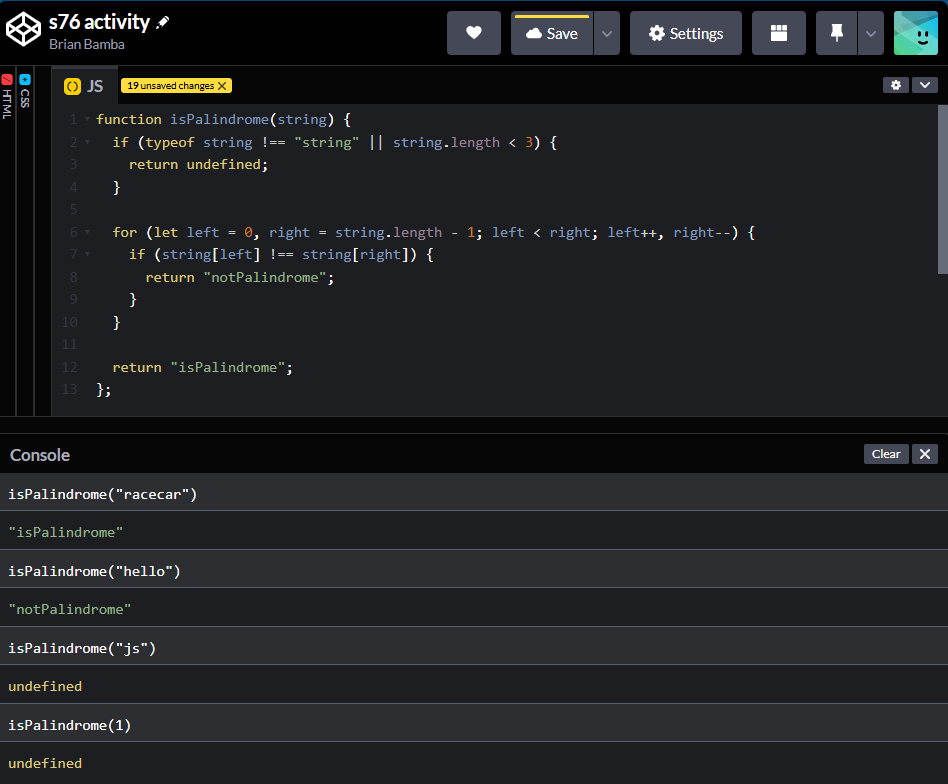 s76 activity
Brian Bamba
Save
Settings
HTML
CSS
JS
19 unsaved changes
1 function isPalindrome(string) {
2 if (typeof string !== "string" || string.length < 3) {
3 return undefined;
4 }
5
6 for (let left = 0, right = string.length - 1; left < right; left++, right--) {
7 if (string[left] !== string[right]) {
8 return "notPalindrome";
9 }
10 }
11
12 return "isPalindrome";
13 };
Console
Clear
isPalindrome("racecar")
"isPalindrome"
isPalindrome("hello")
"notPalindrome"
isPalindrome("js")
undefined
isPalindrome(1)
undefined